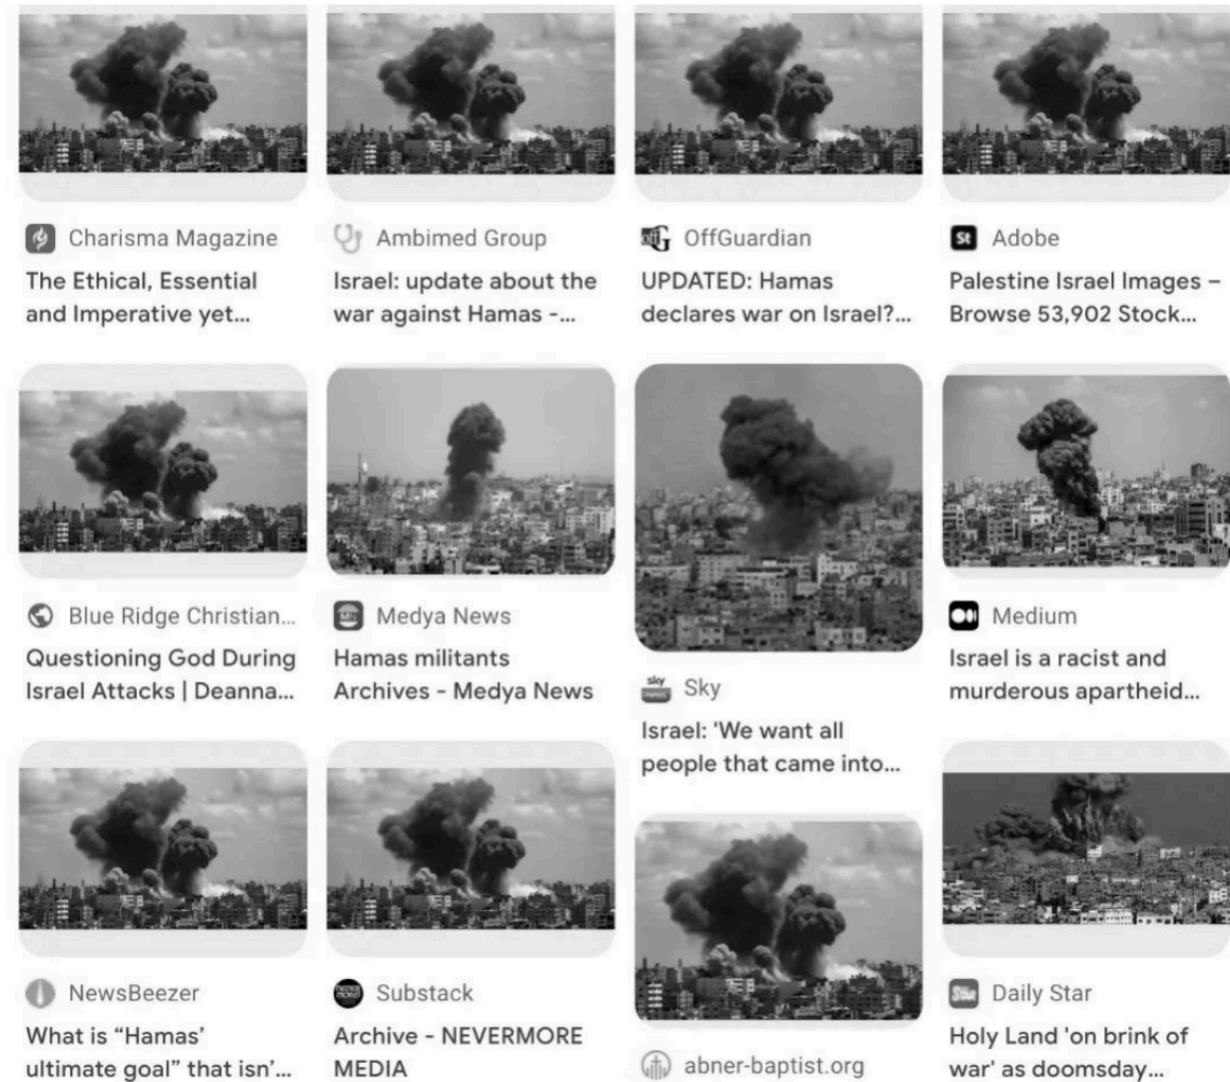 Charisma Magazine
The Ethical, Essential
and Imperative yet...
Ambimed Group
Israel: update about the
war against Hamas -...
OffGuardian
UPDATED: Hamas
declares war on Israel?...
St Adobe
Palestine Israel Images –
Browse 53,902 Stock...
Blue Ridge Christian...
Questioning God During
Israel Attacks | Deanna...
Medya News
Hamas militants
Archives - Medya News
sky
Sky
Israel: 'We want all
people that came into...
Medium
Israel is a racist and
murderous apartheid...
NewsBeezer
What is “Hamas’
ultimate goal” that isn’...
Substack
Archive - NEVERMORE
MEDIA
abner-baptist.org
Star Daily Star
Holy Land 'on brink of
war' as doomsday...